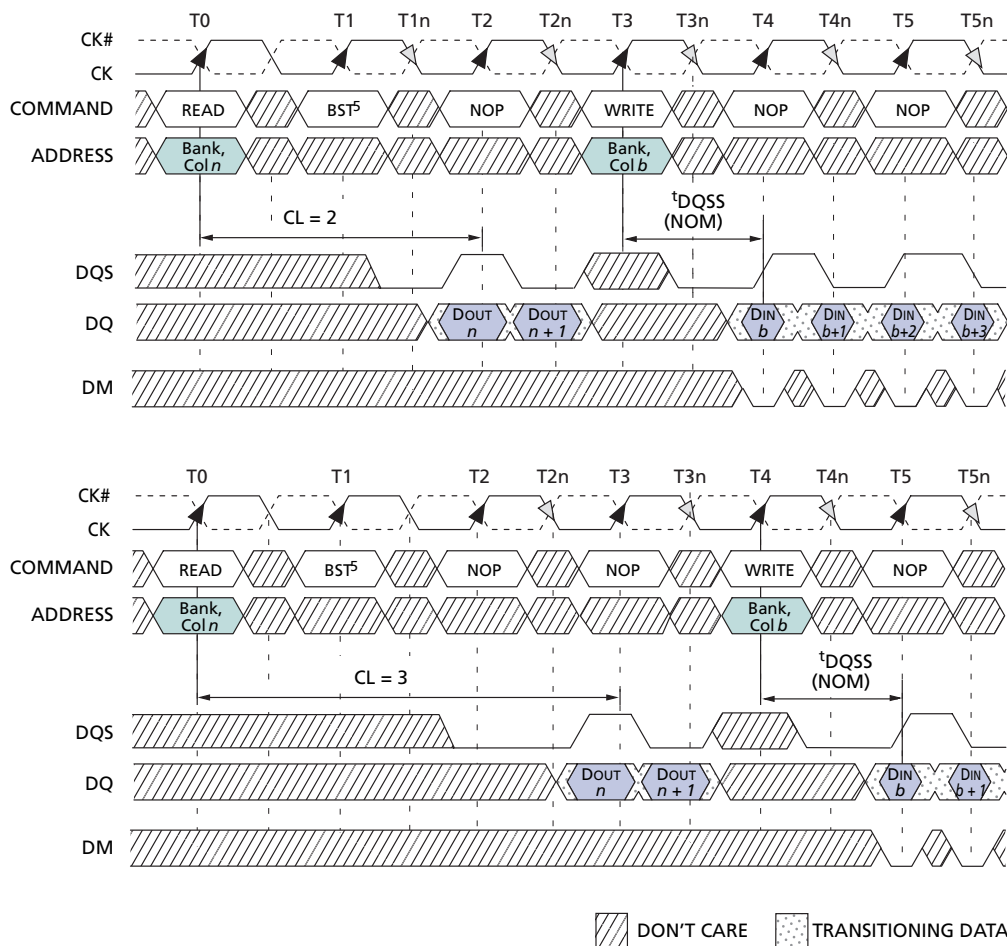 T0 T1 T1n T2 T2n T3 T3n T4 T4n T5 T5n
CK#
CK
COMMAND READ BST5 NOP WRITE NOP NOP
ADDRESS Bank, Col n Bank, Col b
CL = 2 tDQSS (NOM)
DQS
DQ DOUT n DOUT n + 1 DIN b DIN b+1 DIN b+2 DIN b+3
DM
T0 T1 T2 T2n T3 T3n T4 T4n T5 T5n
CK#
CK
COMMAND READ BST5 NOP NOP WRITE NOP
ADDRESS Bank, Col n Bank, Col b
CL = 3 tDQSS (NOM)
DQS
DQ DOUT n DOUT n + 1 DIN b DIN b + 1
DM
DON'T CARE TRANSITIONING DATA